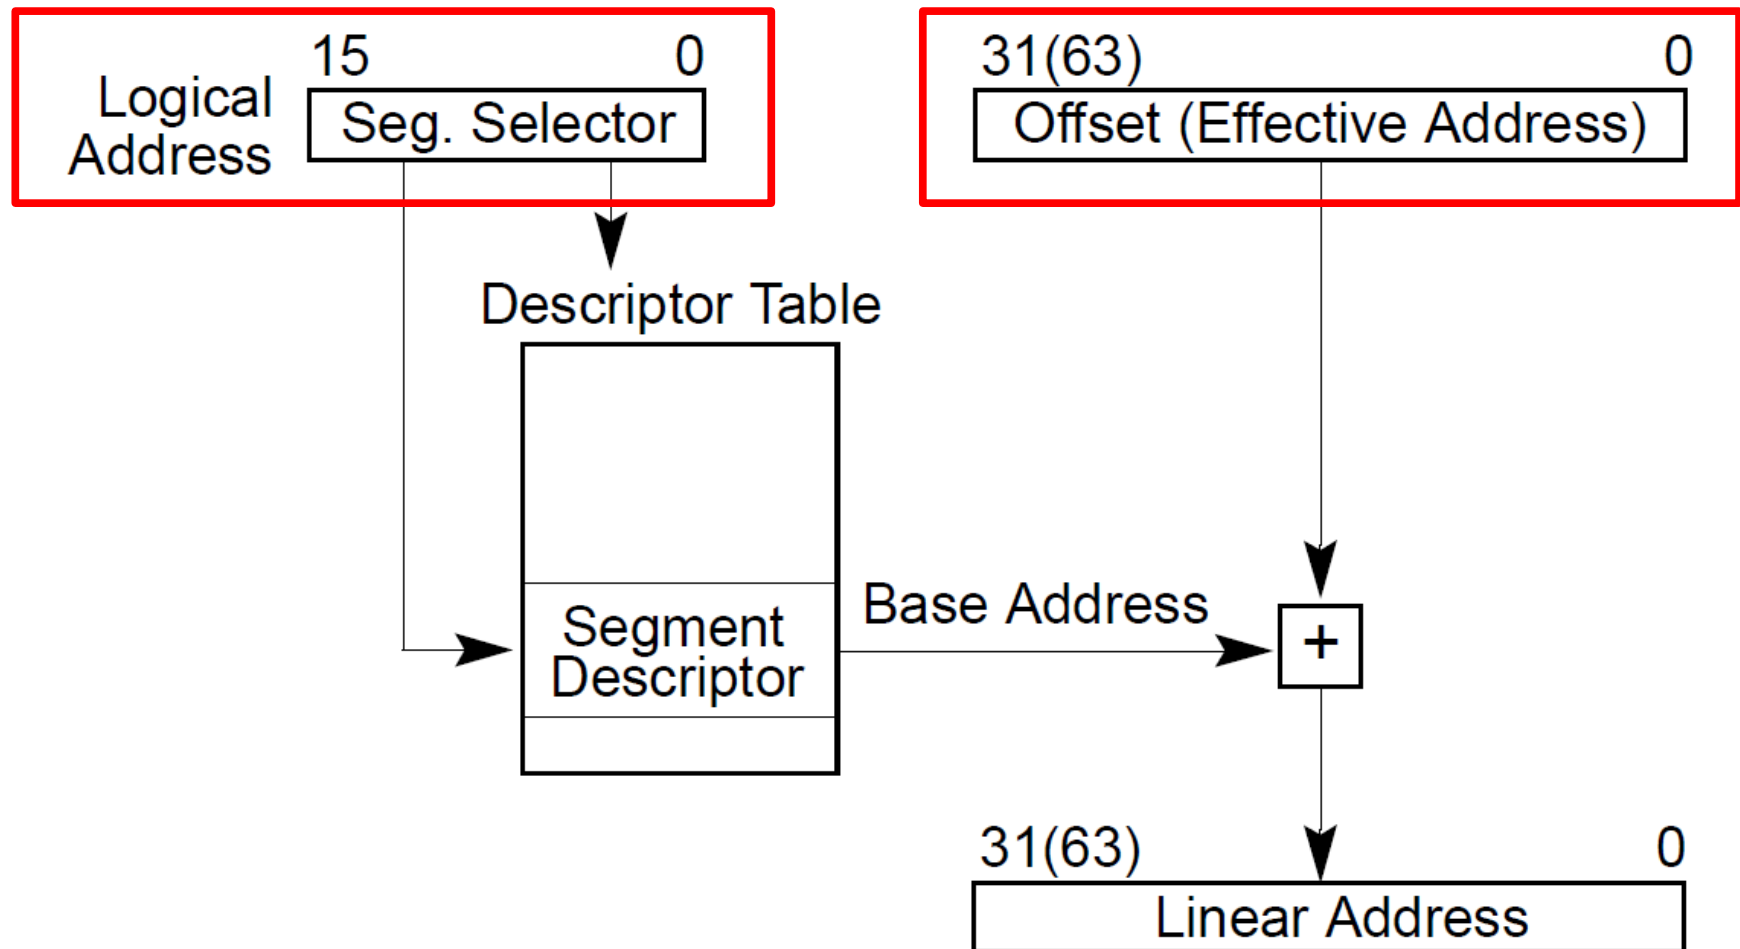 15 0
Logical
Address
Seg. Selector
31(63) 0
Offset (Effective Address)
Descriptor Table
Segment
Descriptor
Base Address
+
31(63) 0
Linear Address